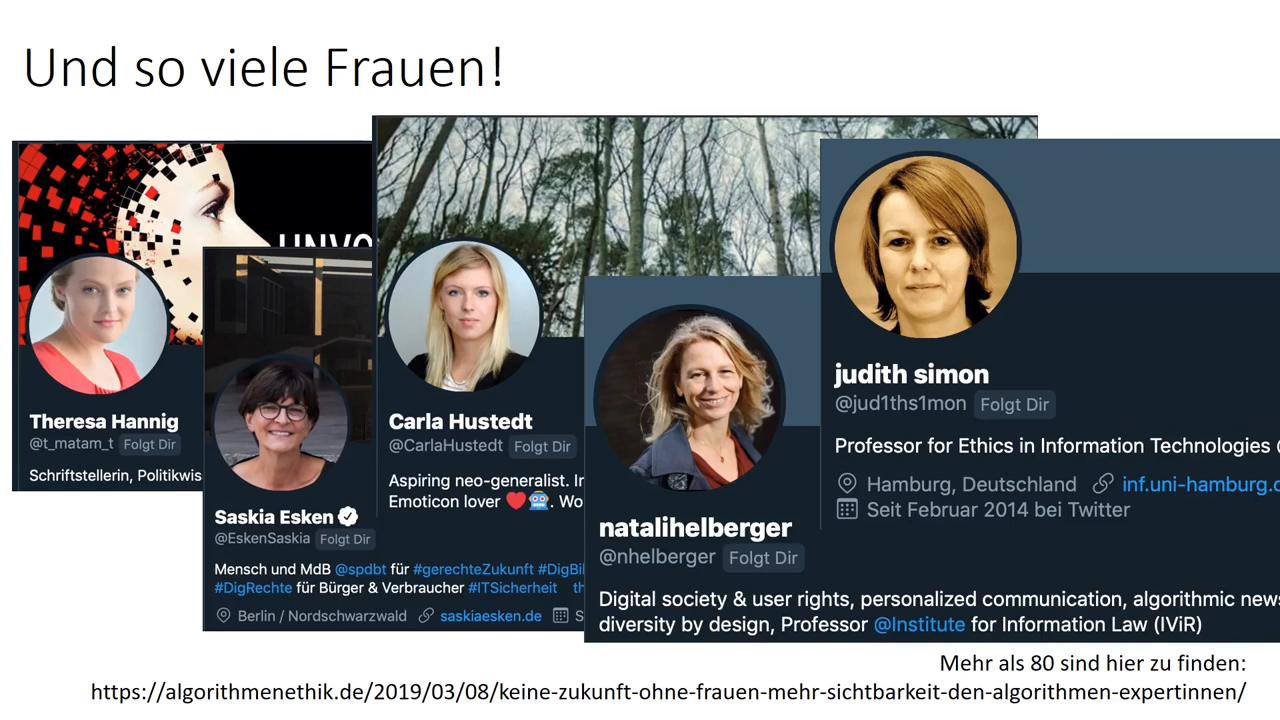 Und so viele Frauen!
UNVO
Theresa Hannig
@t_matam_t Folgt Dir
Schriftstellerin, Politikwis
Saskia Esken
@EskenSaskia Folgt Dir
Mensch und MdB @spdbt für #gerechteZukunft #DigBil
#DigRechte für Bürger & Verbraucher #ITSicherheit th
Berlin / Nordschwarzwald saskiaesken.de S
Carla Hustedt
@CarlaHustedt Folgt Dir
Aspiring neo-generalist. In
Emoticon lover ❤️🤖. Wo
natalihelberger
@nhelberger Folgt Dir
Digital society & user rights, personalized communication, algorithmic news
diversity by design, Professor @Institute for Information Law (IViR)
judith simon
@jud1ths1mon Folgt Dir
Professor for Ethics in Information Technologies
Hamburg, Deutschland inf.uni-hamburg.d
Seit Februar 2014 bei Twitter
Mehr als 80 sind hier zu finden:
https://algorithmenethik.de/2019/03/08/keine-zukunft-ohne-frauen-mehr-sichtbarkeit-den-algorithmen-expertinnen/